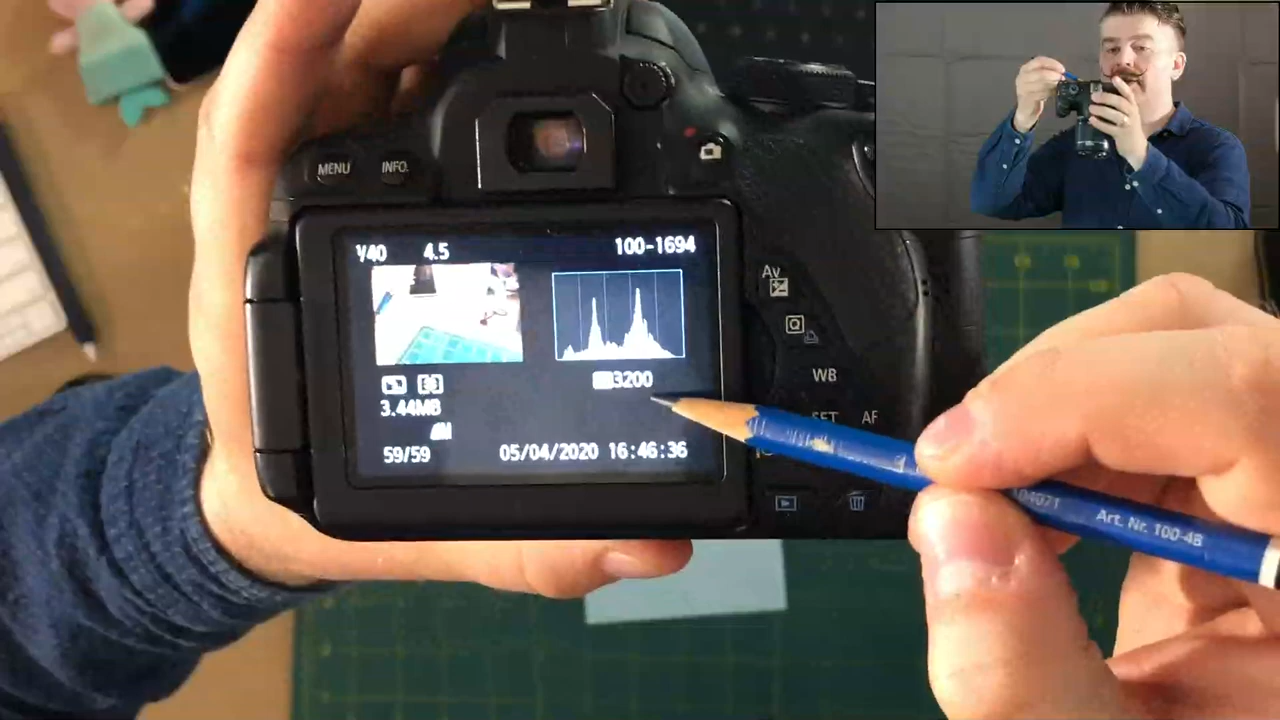 MENU INFO.
1/40 4.5 100-1694
3200
3.44MB
59/59 05/04/2020 16:46:36
Av
Q
WB
SET AF
Art. Nr. 100-4B